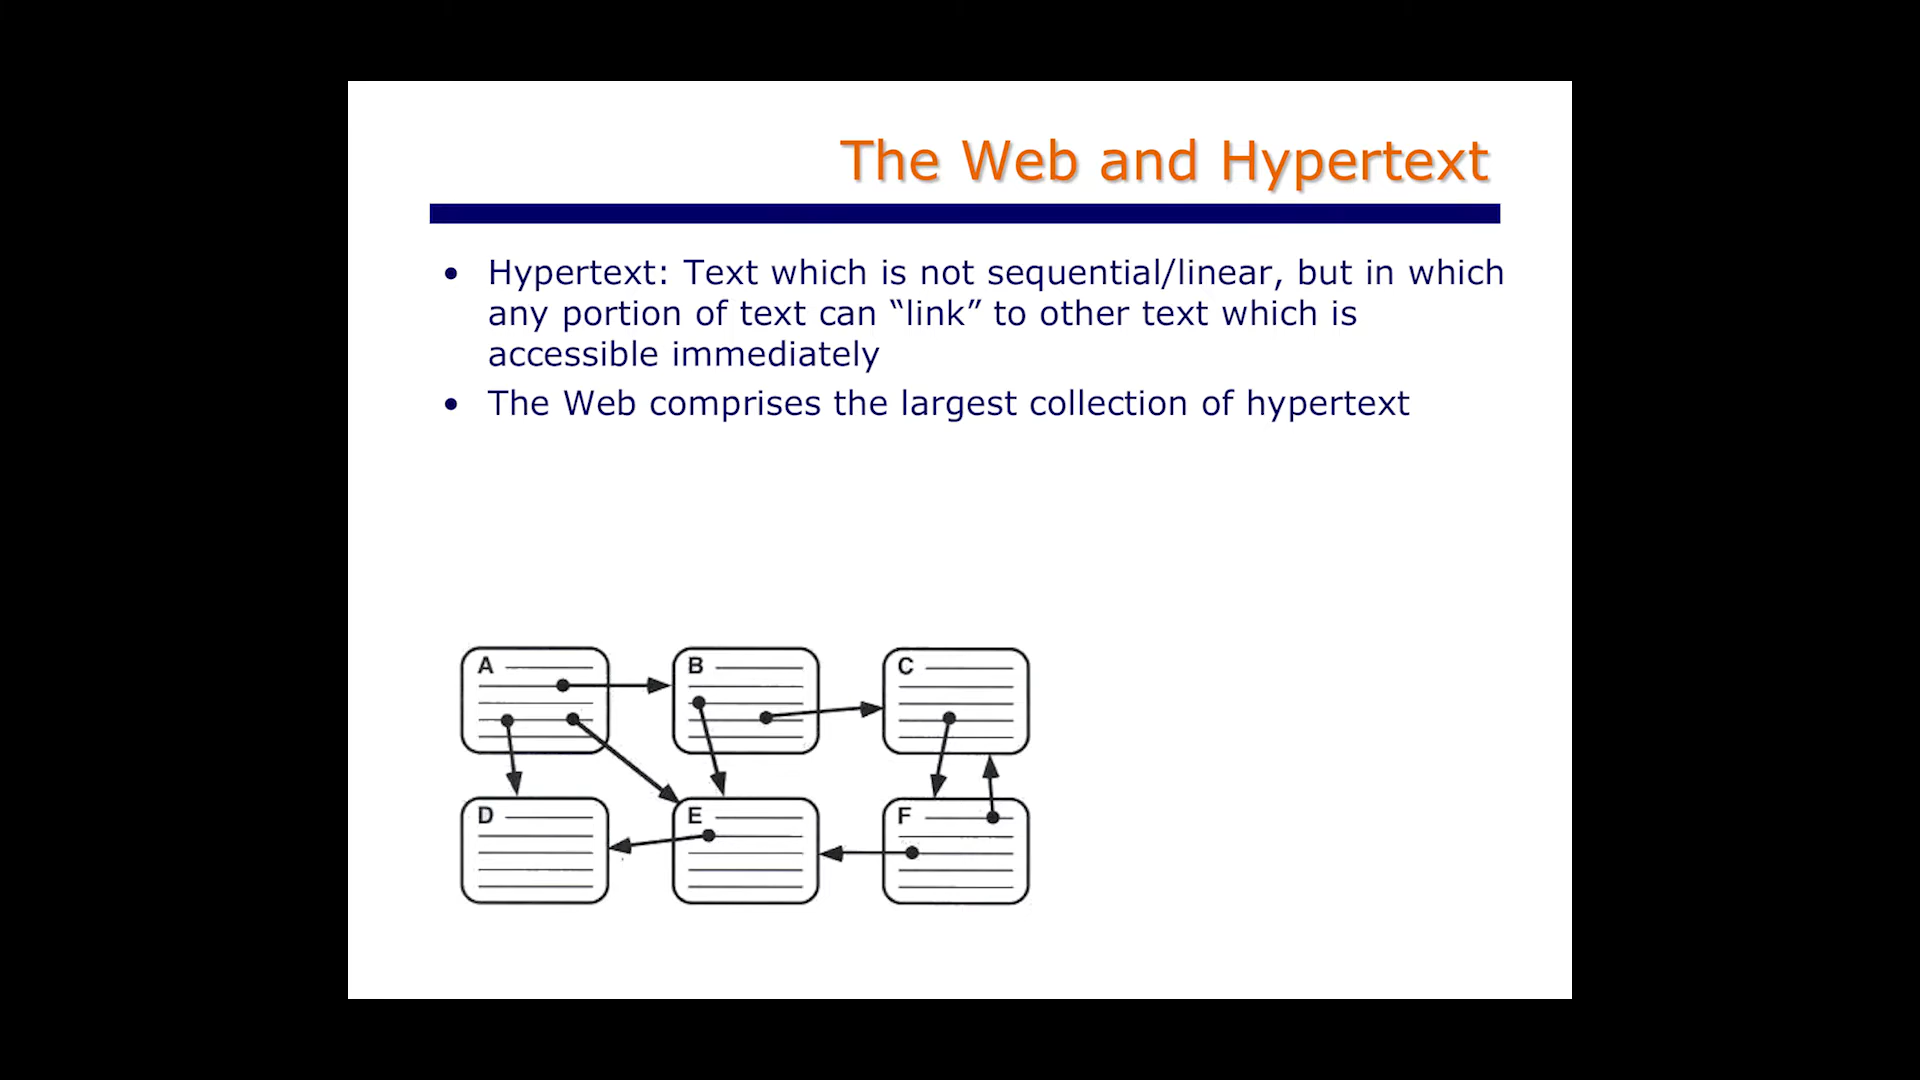 The Web and Hypertext
• Hypertext: Text which is not sequential/linear, but in which
any portion of text can “link” to other text which is
accessible immediately
• The Web comprises the largest collection of hypertext
A
B
C
D
E
F